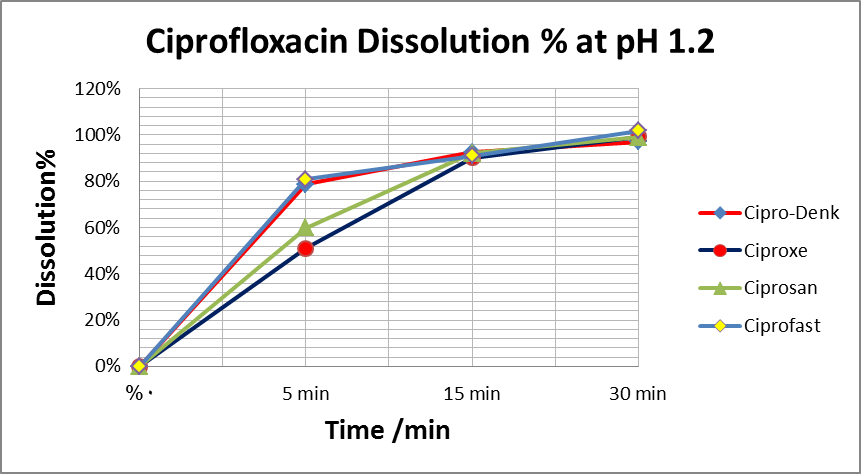 Ciprofloxacin Dissolution % at pH 1.2
120%
100%
80%
60%
40%
20%
0%
Dissolution%
% ·
5 min
15 min
30 min
Time /min
Cipro-Denk
Ciproxe
Ciprosan
Ciprofast